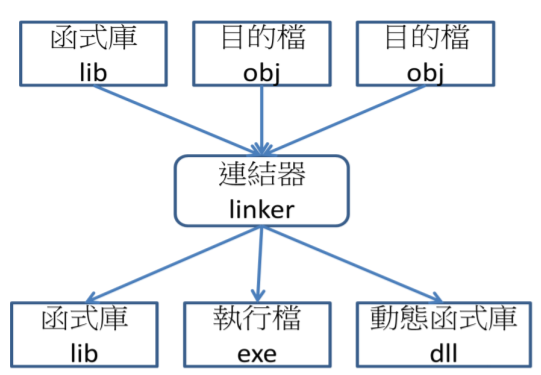 函式庫
lib
目的檔
obj
目的檔
obj
連結器
linker
函式庫
lib
執行檔
exe
動態函式庫
dll